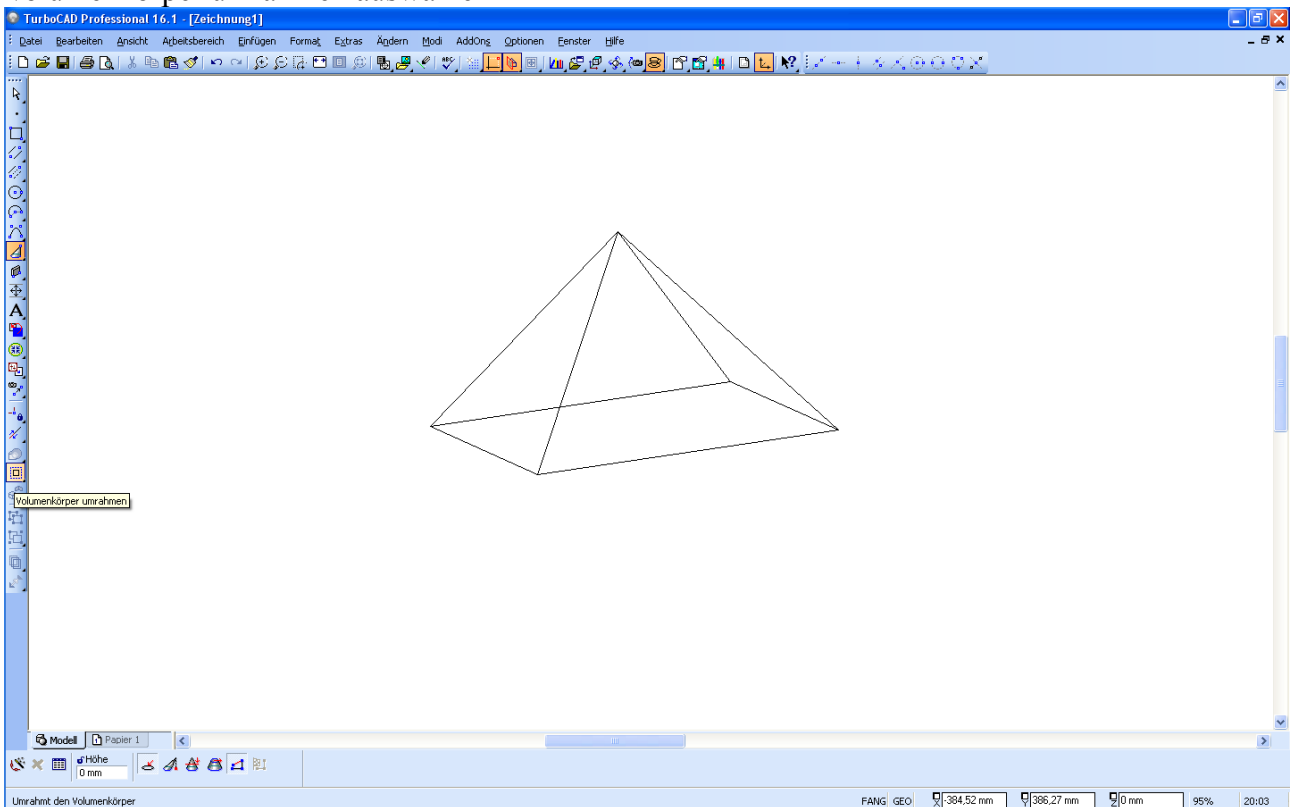 TurboCAD Professional 16.1 - [Zeichnung1]
Datei Bearbeiten Ansicht Arbeitsbereich Einfügen Format Extras Ändern Modi AddOns Optionen Fenster Hilfe
Volumenkörper umrahmen
Modell Papier 1
Höhe
0 mm
Umrahmt den Volumenkörper FANG GEO X -384,52 mm Y 386,27 mm Z 0 mm 95% 20:03